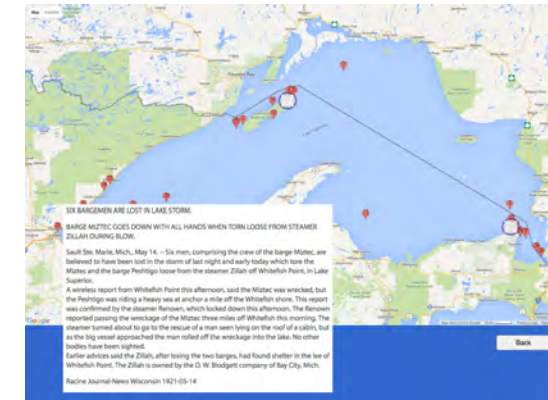 Map
Thunder Bay
SIX BARGEMEN ARE LOST IN LAKE STORM.
BARGE MIZTEC GOES DOWN WITH ALL HANDS WHEN TORN LOOSE FROM STEAMER
ZILLAH DURING BLOW.
Sault Ste. Marie, Mich., May 14. – Six men, comprising the crew of the barge Miztec, are
believed to have been lost in the storm of last night and early today which tore the
Miztec and the barge Peshtigo loose from the steamer Zillah off Whitefish Point, in Lake
Superior.
A wireless report from Whitefish Point this afternoon, said the Miztec was wrecked, but
the Peshtigo was riding a heavy sea at anchor a mile off the Whitefish shore. This report
was confirmed by the steamer Renown, which locked down this afternoon. The Renown
reported passing the wreckage of the Miztec three miles off Whitefish this morning. The
steamer turned about to go to the rescue of a man seen lying on the roof of a cabin, but
as the big vessel approached the man rolled off the wreckage into the lake. No other
bodies have been sighted.
Earlier advices said the Zillah, after losing the two barges, had found shelter in the lee of
Whitefish Point. The Zillah is owned by the O. W. Blodgett company of Bay City, Mich.
Racine Journal-News Wisconsin 1921-05-14
Google
Back